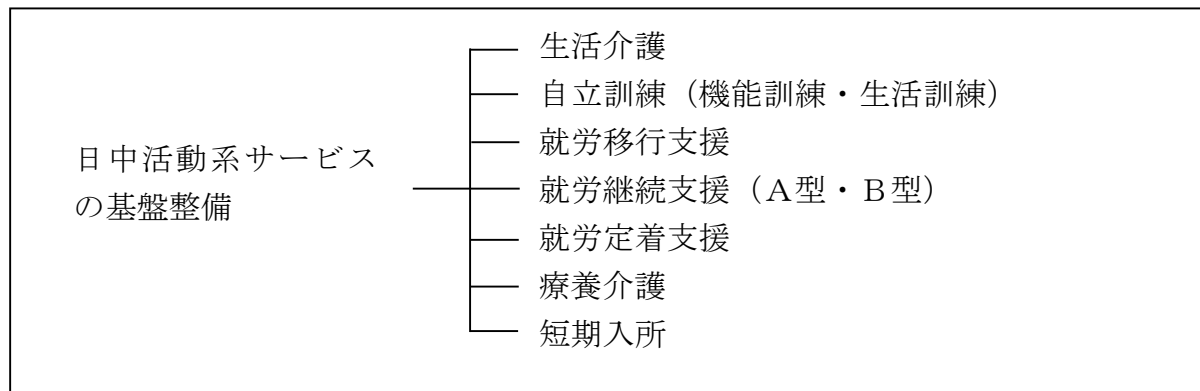 日中活動系サービス
の基盤整備
生活介護
自立訓練（機能訓練・生活訓練）
就労移行支援
就労継続支援（Ａ型・Ｂ型）
就労定着支援
療養介護
短期入所